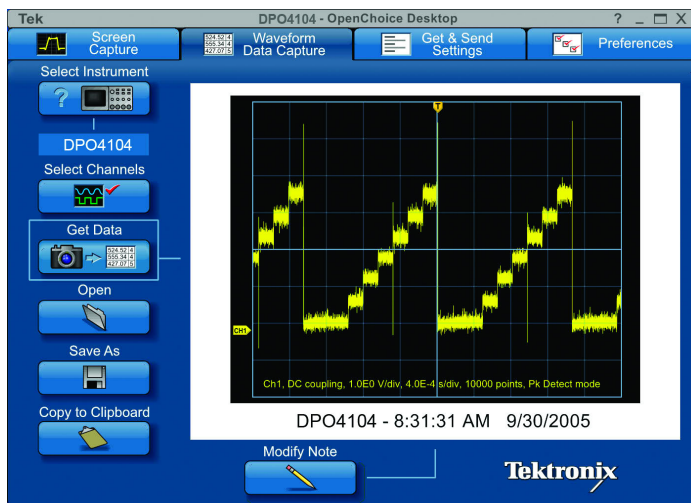 Tek
DPO4104 - OpenChoice Desktop
? _ X
Screen Capture
524.52 4
555.34 4
427.07 5
Waveform Data Capture
Get & Send Settings
Preferences
Select Instrument
?
DPO4104
Select Channels
Get Data
524.52 4
555.34 4
427.07 5
Open
Save As
Copy to Clipboard
T
CH1
Ch1, DC coupling, 1.0E0 V/div, 4.0E-4 s/div, 10000 points, Pk Detect mode
DPO4104 - 8:31:31 AM 9/30/2005
Modify Note
Tektronix